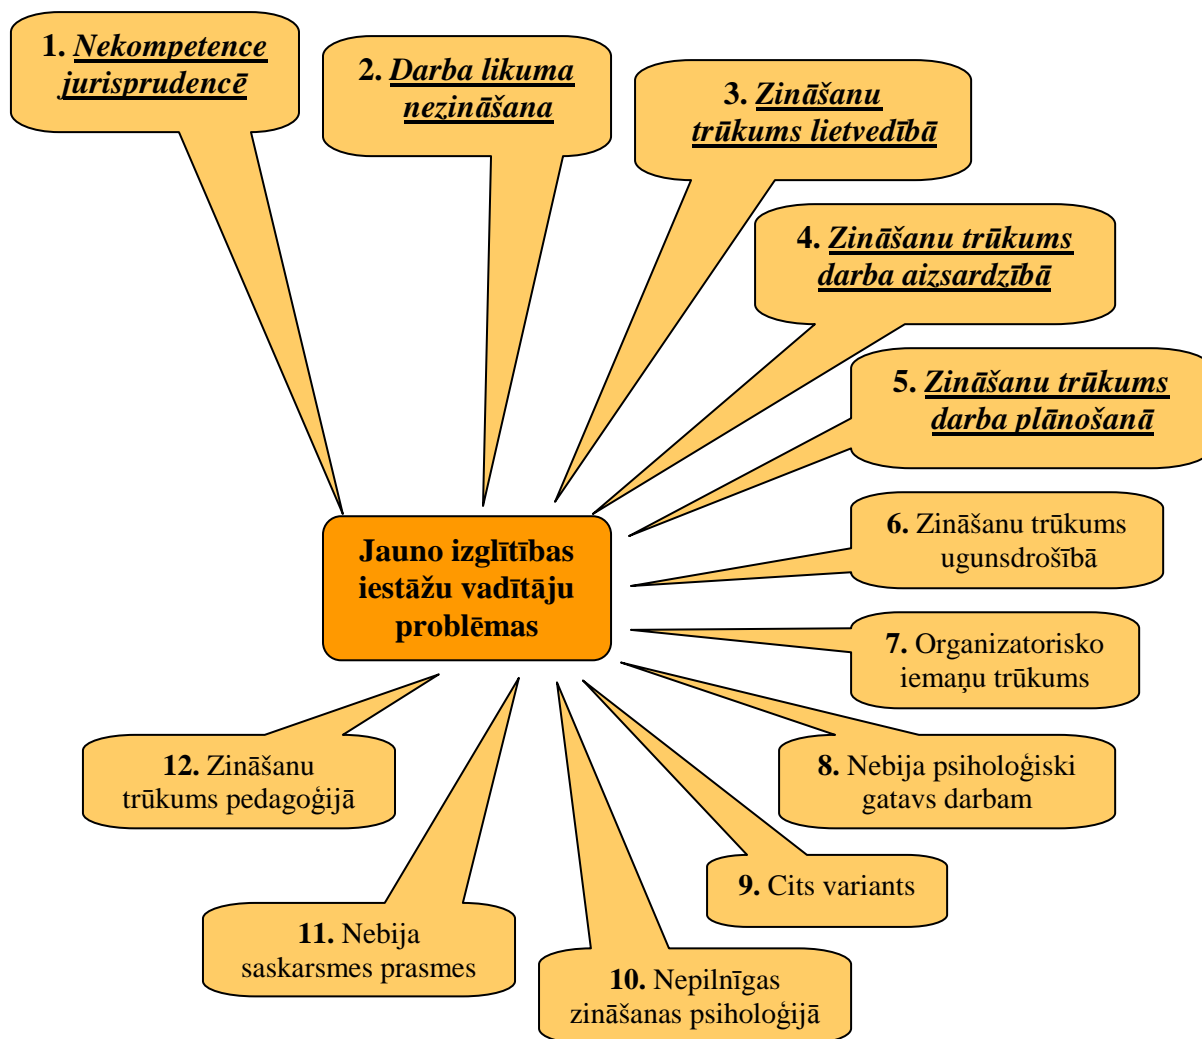 1. Nekompetence
jurisprudencē
2. Darba likuma
nezināšana
3. Zināšanu
trūkums lietvedībā
4. Zināšanu trūkums
darba aizsardzībā
5. Zināšanu trūkums
darba plānošanā
6. Zināšanu trūkums
ugunsdrošībā
7. Organizatorisko
iemaņu trūkums
8. Nebija psiholoģiski
gatavs darbam
9. Cits variants
10. Nepilnīgas
zināšanas psiholoģijā
11. Nebija
saskarsmes prasmes
12. Zināšanu
trūkums pedagoģijā
Jauno izglītības
iestāžu vadītāju
problēmas